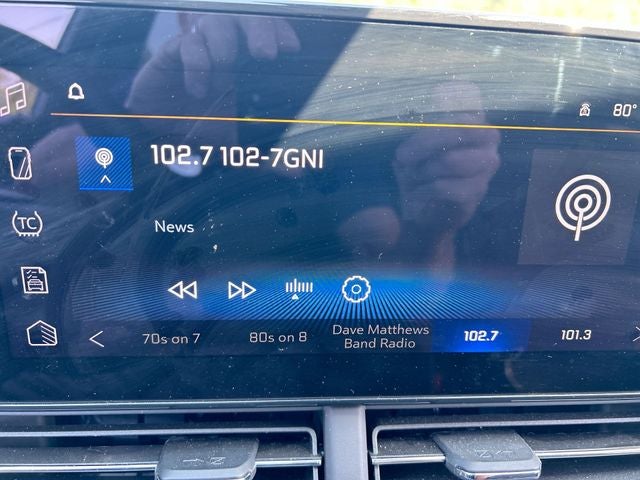 80°
102.7 102-7GNI
TC
News
70s on 7
80s on 8
Dave Matthews
Band Radio
102.7
101.3